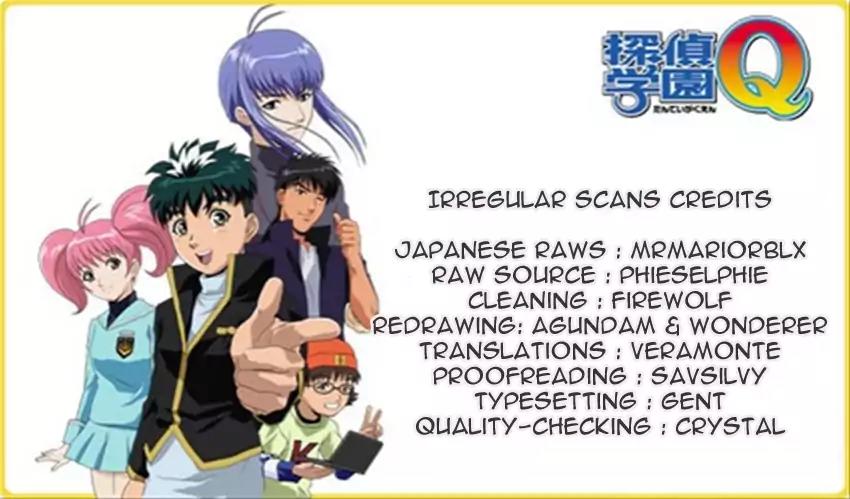 探偵
学園Q
たんていがくえん
IRREGULAR SCANS CREDITS
JAPANESE RAWS : MRMARIORBLX
RAW SOURCE : PHIESELPHIE
CLEANING : FIREWOLF
REDRAWING: AGUNDAM & WONDERER
TRANSLATIONS : VERAMONTE
PROOFREADING : SAVSILVY
TYPESETTING : GENT
QUALITY-CHECKING : CRYSTAL
K